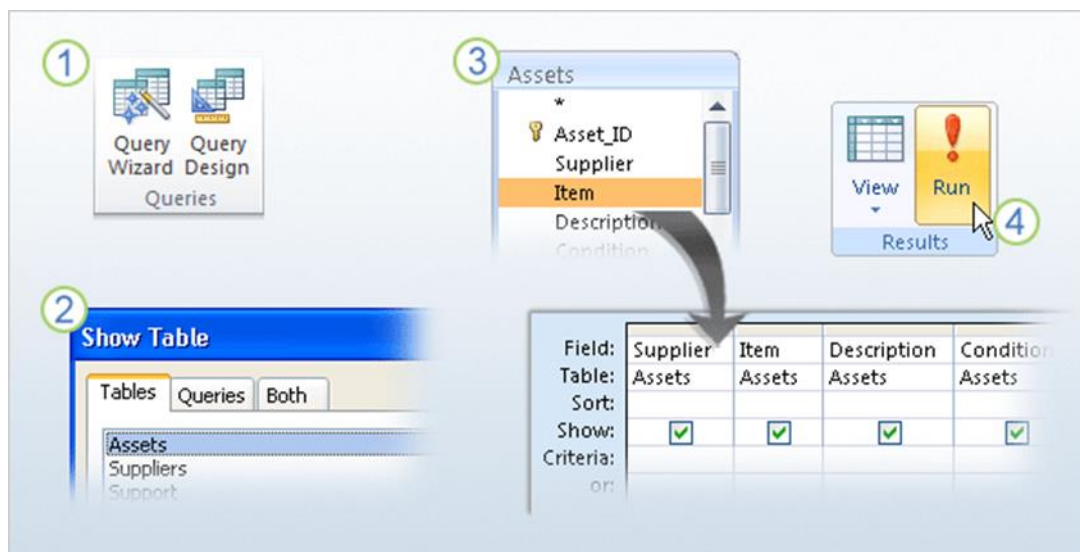 1
Query Query
Wizard Design
Queries
2
Show Table
Tables Queries Both
Assets
Suppliers
Support
3
Assets
*
Asset_ID
Supplier
Item
Description
Condition
View Run
Results
4
Field: Supplier Item Description Condition
Table: Assets Assets Assets Assets
Sort:
Show:
Criteria:
or: